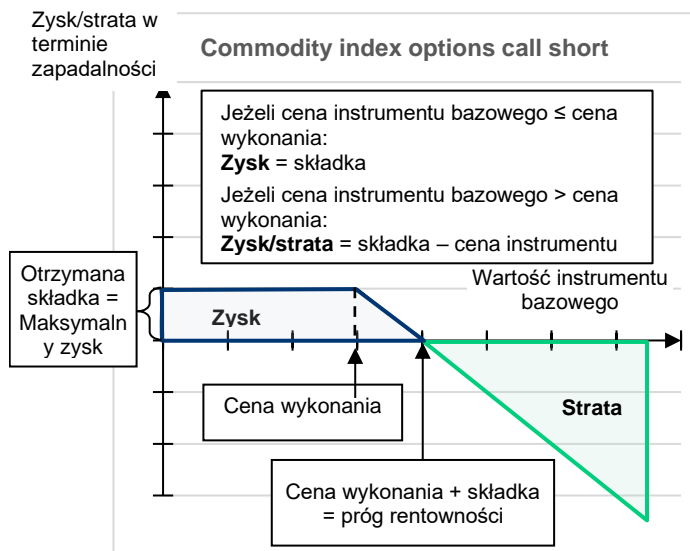 Zysk/strata w
terminie
zapadalności
Commodity index options call short
Jeżeli cena instrumentu bazowego ≤ cena
wykonania:
Zysk = składka
Jeżeli cena instrumentu bazowego > cena
wykonania:
Zysk/strata = składka – cena instrumentu
Otrzymana
składka =
Maksymaln
y zysk
Wartość instrumentu
bazowego
Zysk
Cena wykonania
Strata
Cena wykonania + składka
= próg rentowności